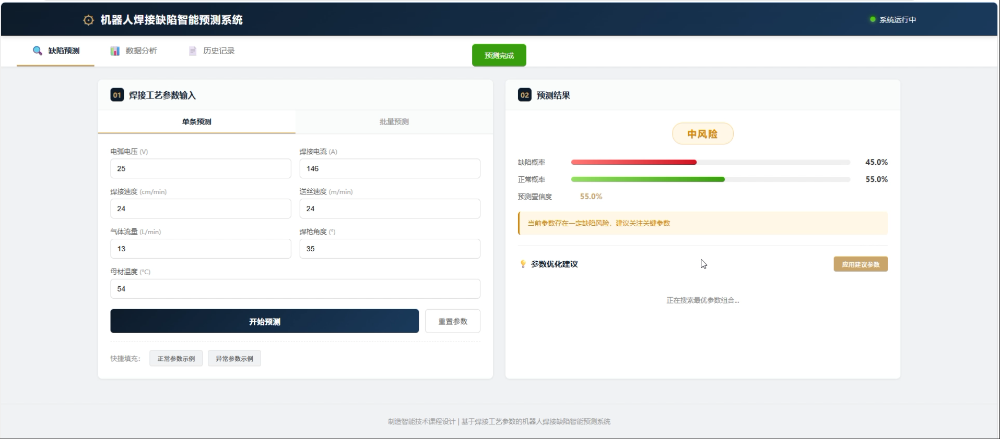 机器人焊接缺陷智能预测系统
系统运行中
缺陷预测
数据分析
历史记录
预测完成
01 焊接工艺参数输入
单条预测
批量预测
电弧电压 (V)
25
焊接电流 (A)
146
焊接速度 (cm/min)
24
送丝速度 (m/min)
24
气体流量 (L/min)
13
焊枪角度 (°)
35
母材温度 (°C)
54
开始预测
重置参数
快捷填充：
正常参数示例
异常参数示例
02 预测结果
中风险
缺陷概率 45.0%
正常概率 55.0%
预测置信度 55.0%
当前参数存在一定缺陷风险，建议关注关键参数
参数优化建议
应用建议参数
正在搜索最优参数组合...
制造智能技术课程设计 | 基于焊接工艺参数的机器人焊接缺陷智能预测系统